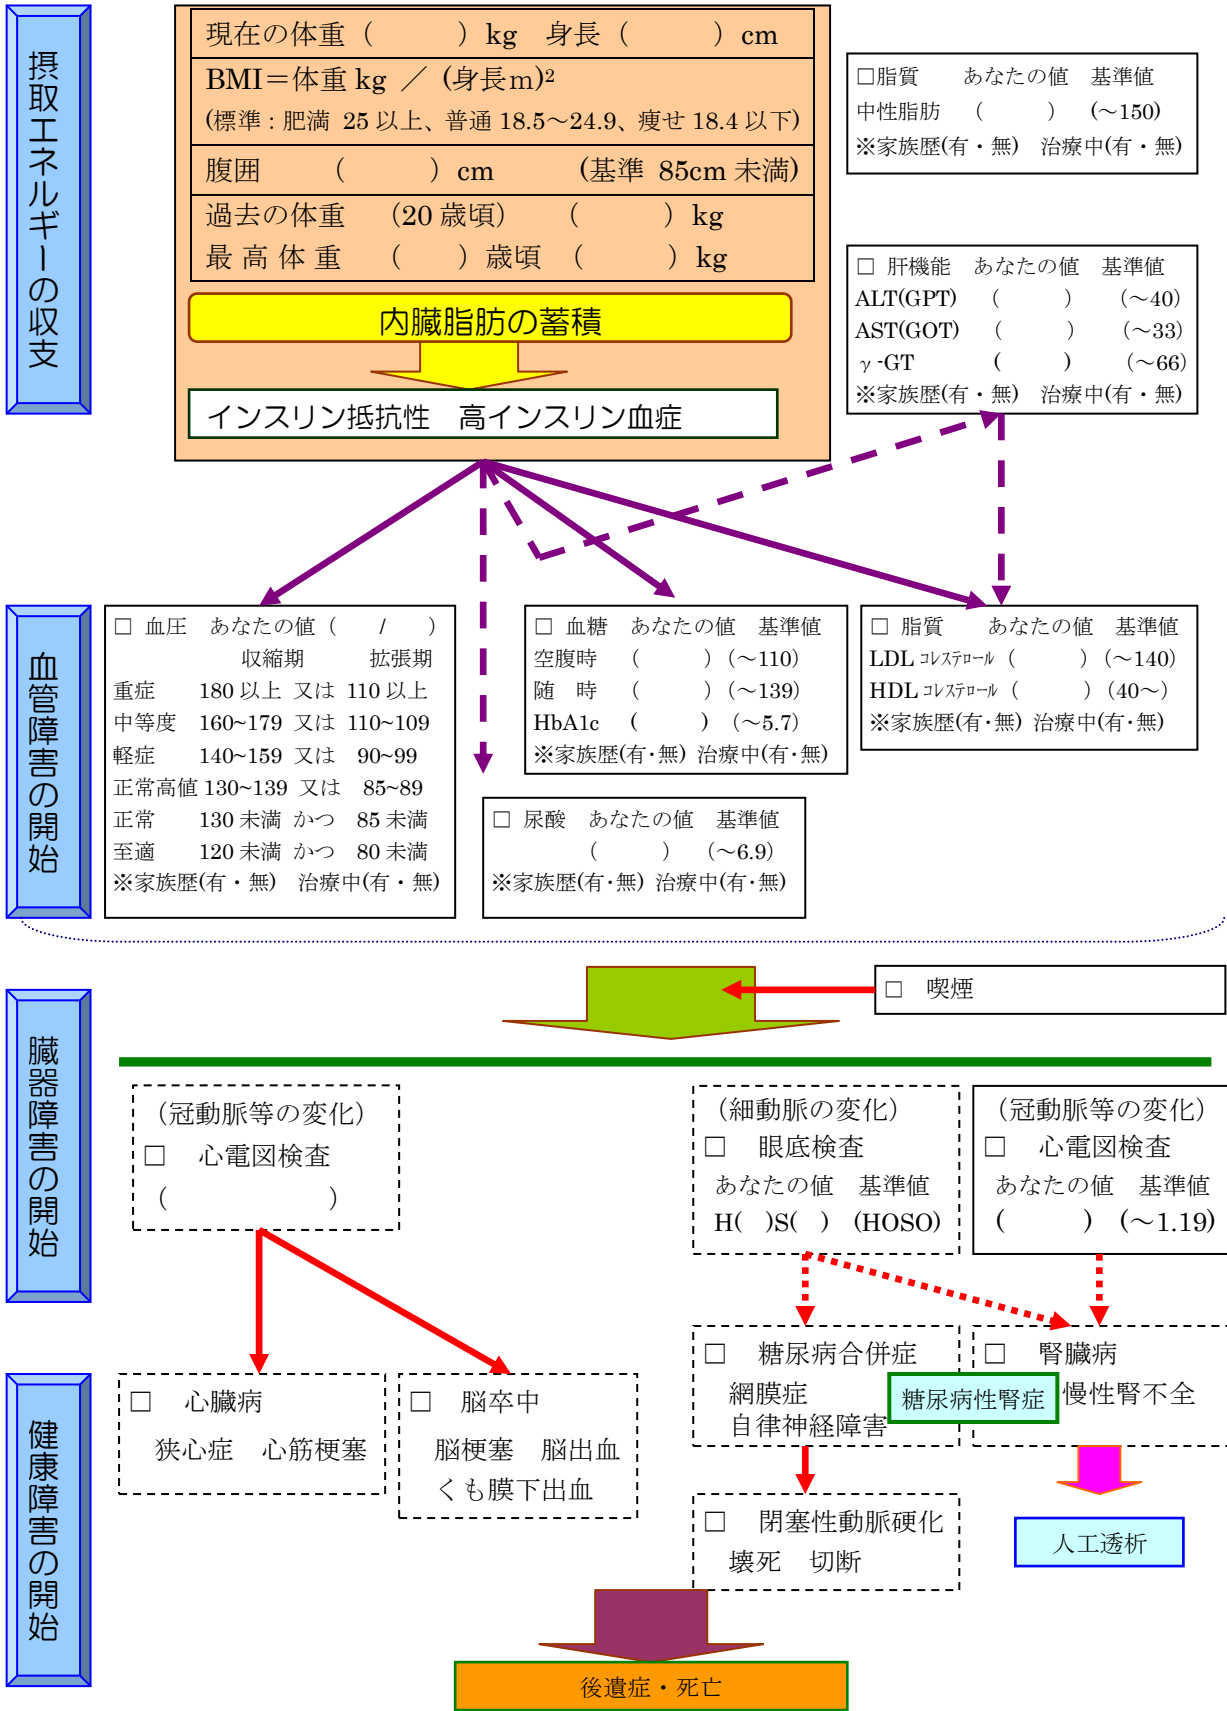 摂取エネルギーの収支
現在の体重（　　　）kg　身長（　　　）cm
BMI＝体重 kg ／ (身長ｍ)²
(標準：肥満 25 以上、普通 18.5～24.9、痩せ 18.4 以下)
腹囲　　（　　　）cm　　　(基準 85cm 未満)
過去の体重　（20 歳頃）　（　　　）kg
最 高 体 重　（　　）歳頃　（　　　）kg
内臓脂肪の蓄積
インスリン抵抗性　高インスリン血症
□脂質　　あなたの値　基準値
中性脂肪　（　　　）　(～150)
※家族歴(有・無)　治療中(有・無)
□ 肝機能　あなたの値　基準値
ALT(GPT)　（　　　）　　(～40)
AST(GOT)　（　　　）　　(～33)
γ-GT　　　(　　　)　　(～66)
※家族歴(有・無)　治療中(有・無)
血管障害の開始
□ 血圧　あなたの値（　　/　　）
収縮期　　　拡張期
重症　　180 以上 又は 110 以上
中等度　160~179 又は 110~109
軽症　　140~159 又は　90~99
正常高値 130~139 又は　85~89
正常　　130 未満 かつ　85 未満
至適　　120 未満 かつ　80 未満
※家族歴(有・無)　治療中(有・無)
□ 血糖　あなたの値　基準値
空腹時　（　　　）(～110)
随　時　（　　　）(～139)
HbA1c　(　　　)　(～5.7)
※家族歴(有・無) 治療中(有・無)
□ 脂質　　あなたの値　基準値
LDL ｺﾚｽﾃﾛｰﾙ（　　　）(～140)
HDL ｺﾚｽﾃﾛｰﾙ（　　　）(40～)
※家族歴(有・無) 治療中(有・無)
□ 尿酸　あなたの値　基準値
（　　　）　(～6.9)
※家族歴(有・無) 治療中(有・無)
□　喫煙
臓器障害の開始
（冠動脈等の変化）
□　心電図検査
（　　　　　　）
（細動脈の変化）
□　眼底検査
あなたの値　基準値
H(　)S(　)　(HOSO)
（冠動脈等の変化）
□　心電図検査
あなたの値　基準値
(　　　)　(～1.19)
健康障害の開始
□　心臓病
狭心症　心筋梗塞
□　脳卒中
脳梗塞　脳出血
くも膜下出血
□　糖尿病合併症
網膜症
自律神経障害
糖尿病性腎症
□　腎臓病
慢性腎不全
□　閉塞性動脈硬化
壊死　切断
人工透析
後遺症・死亡